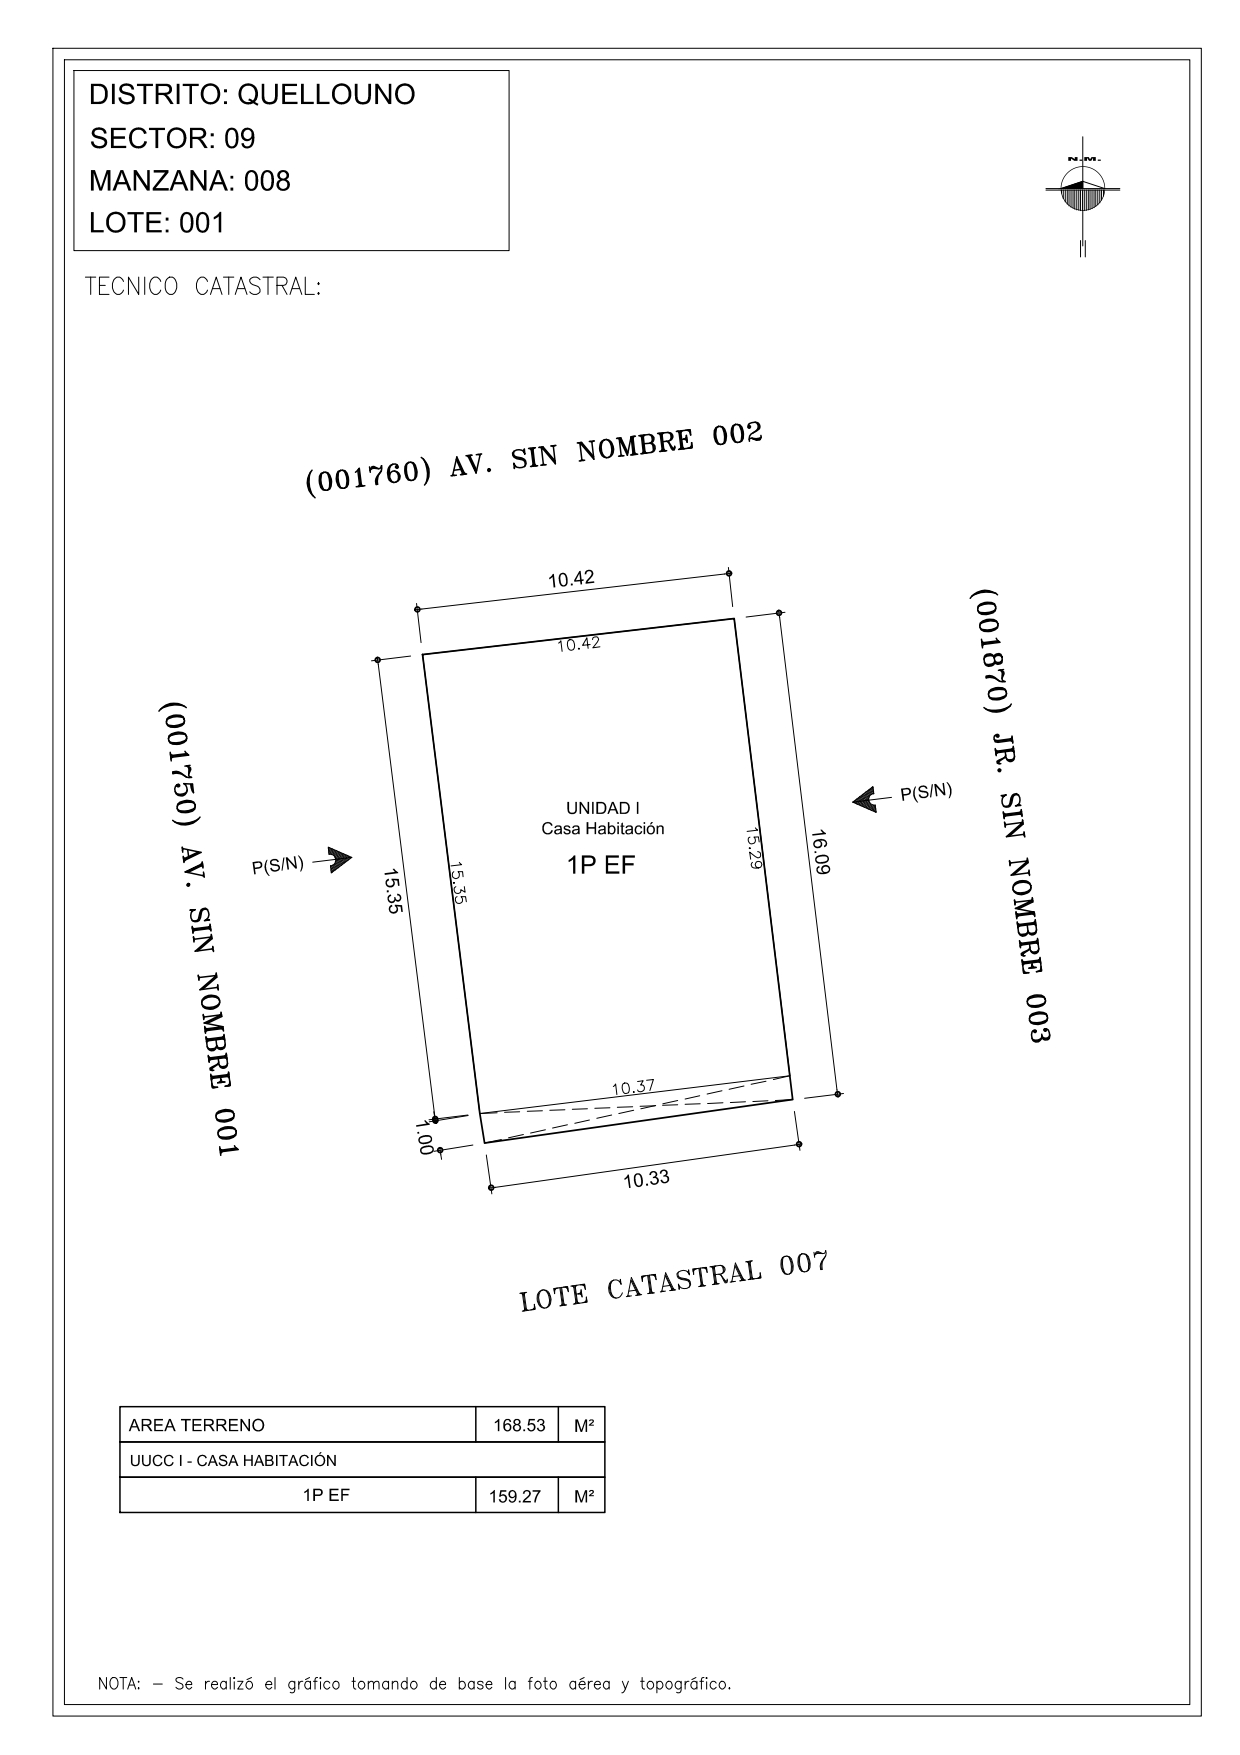 DISTRITO: QUELLOUNO
SECTOR: 09
MANZANA: 008
LOTE: 001
N.M.
TECNICO CATASTRAL:
(001760) AV. SIN NOMBRE 002
10.42
10.42
(001750) AV. SIN NOMBRE 001
P(S/N)
15.35
15.35
UNIDAD I
Casa Habitación
1P EF
15.29
16.09
P(S/N)
(001870) JR. SIN NOMBRE 003
10.37
1.00
10.33
LOTE CATASTRAL 007
AREA TERRENO 168.53 M²
UUCC I - CASA HABITACIÓN
1P EF 159.27 M²
NOTA: - Se realizó el gráfico tomando de base la foto aérea y topográfico.